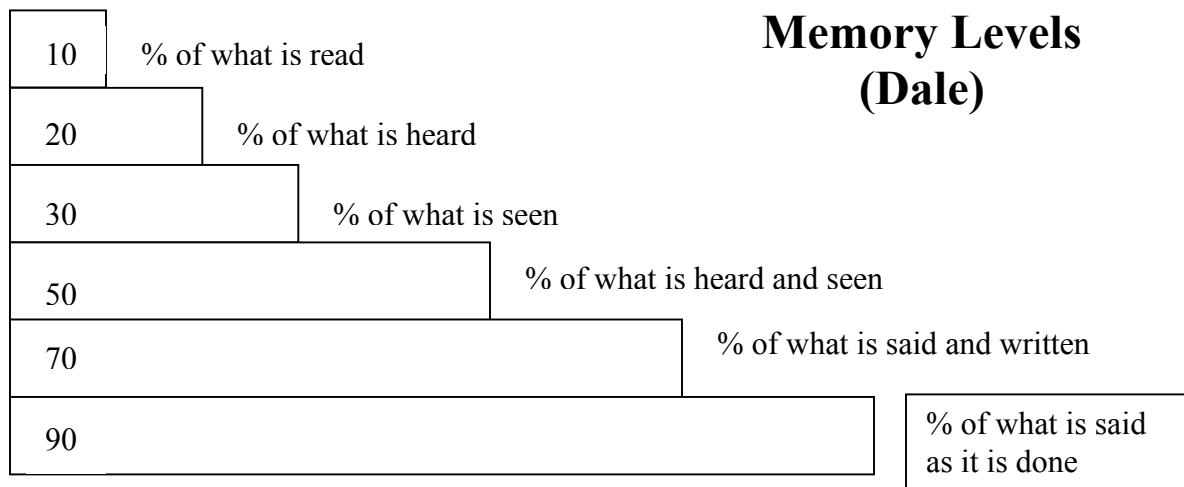 Memory Levels
(Dale)
10 % of what is read
20 % of what is heard
30 % of what is seen
50 % of what is heard and seen
70 % of what is said and written
90 % of what is said
as it is done